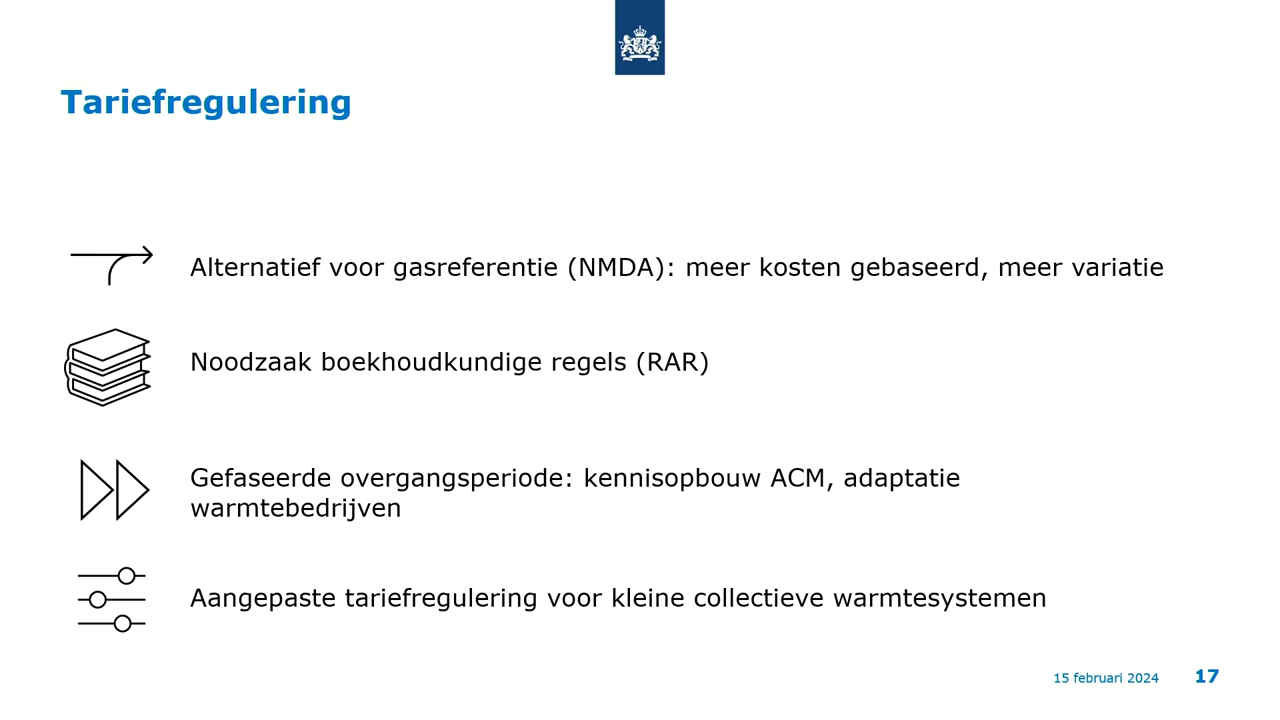 Tariefregulering
Alternatief voor gasreferentie (NMDA): meer kosten gebaseerd, meer variatie
Noodzaak boekhoudkundige regels (RAR)
Gefaseerde overgangsperiode: kennisopbouw ACM, adaptatie
warmtebedrijven
Aangepaste tariefregulering voor kleine collectieve warmtesystemen
15 februari 2024 17